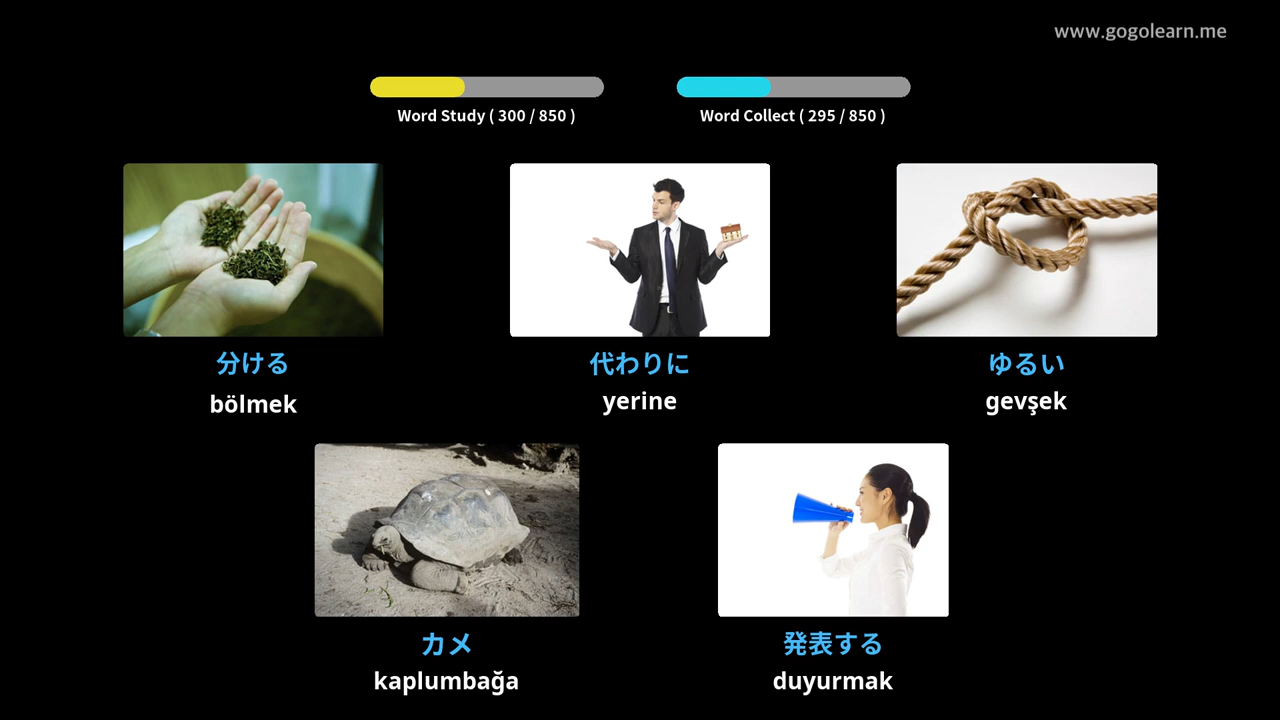 www.gogolearn.me
Word Study ( 300 / 850 )
Word Collect ( 295 / 850 )
分ける
bölmek
代わりに
yerine
ゆるい
gevşek
カメ
kaplumbağa
発表する
duyurmak